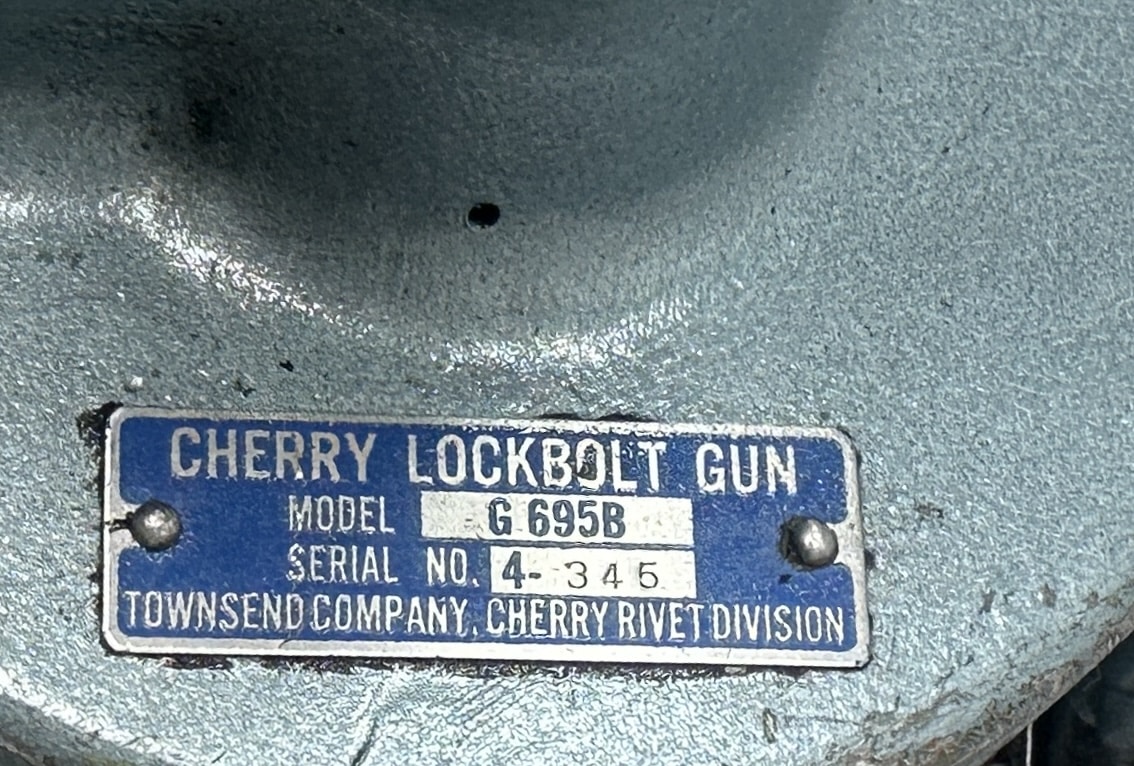 CHERRY LOCKBOLT GUN
MODEL G 695B
SERIAL NO. 4- 345
TOWNSEND COMPANY, CHERRY RIVET DIVISION